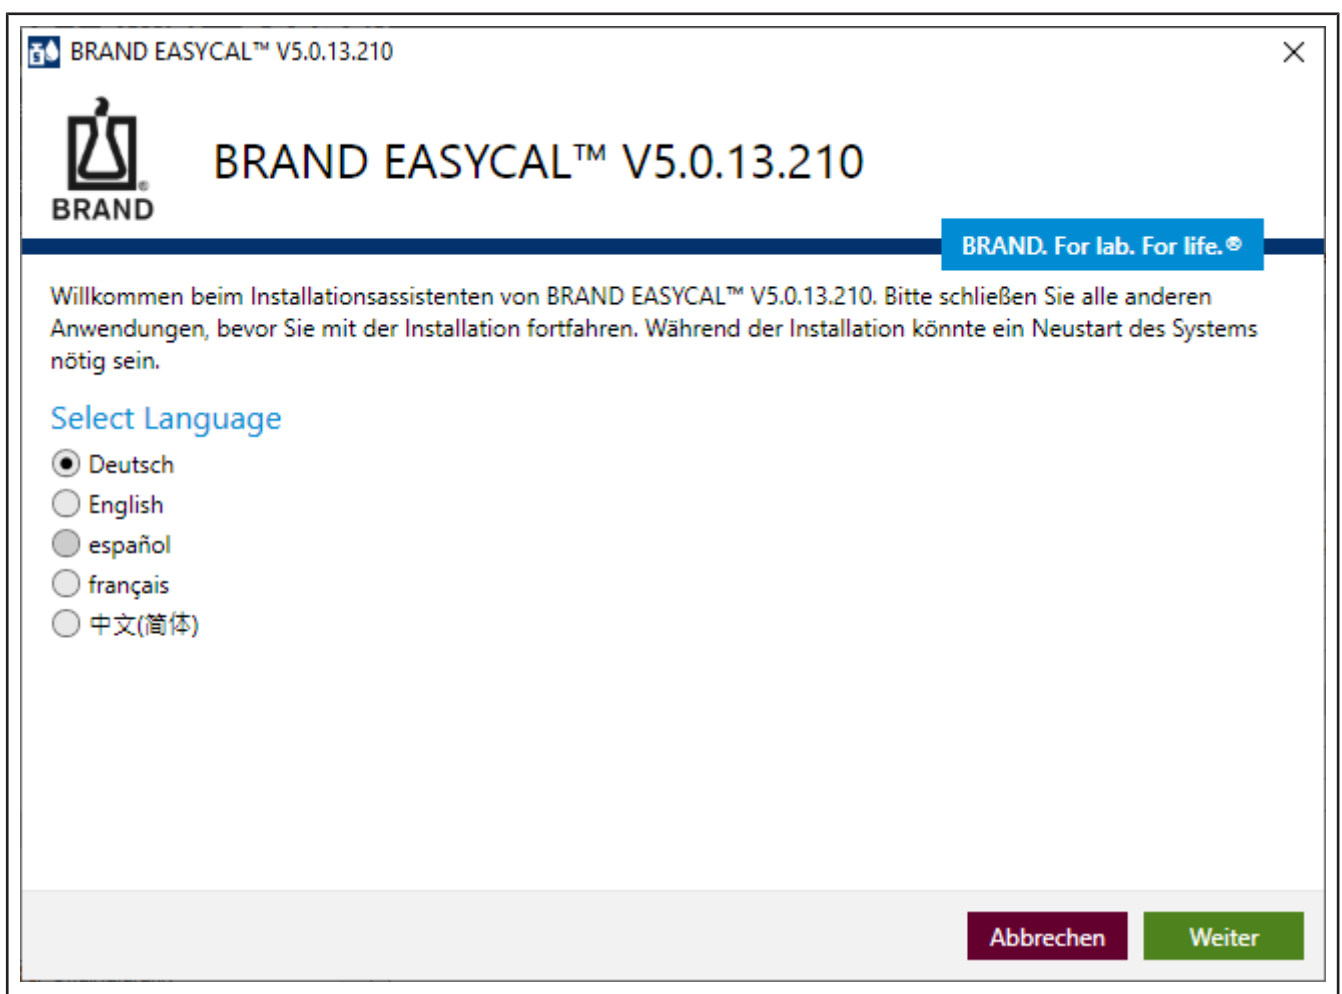 BRAND EASYCAL™ V5.0.13.210
BRAND EASYCAL™ V5.0.13.210
BRAND
BRAND. For lab. For life.®
Willkommen beim Installationsassistenten von BRAND EASYCAL™ V5.0.13.210. Bitte schließen Sie alle anderen
Anwendungen, bevor Sie mit der Installation fortfahren. Während der Installation könnte ein Neustart des Systems
nötig sein.
Select Language
Deutsch
English
español
français
中文(简体)
Abbrechen
Weiter